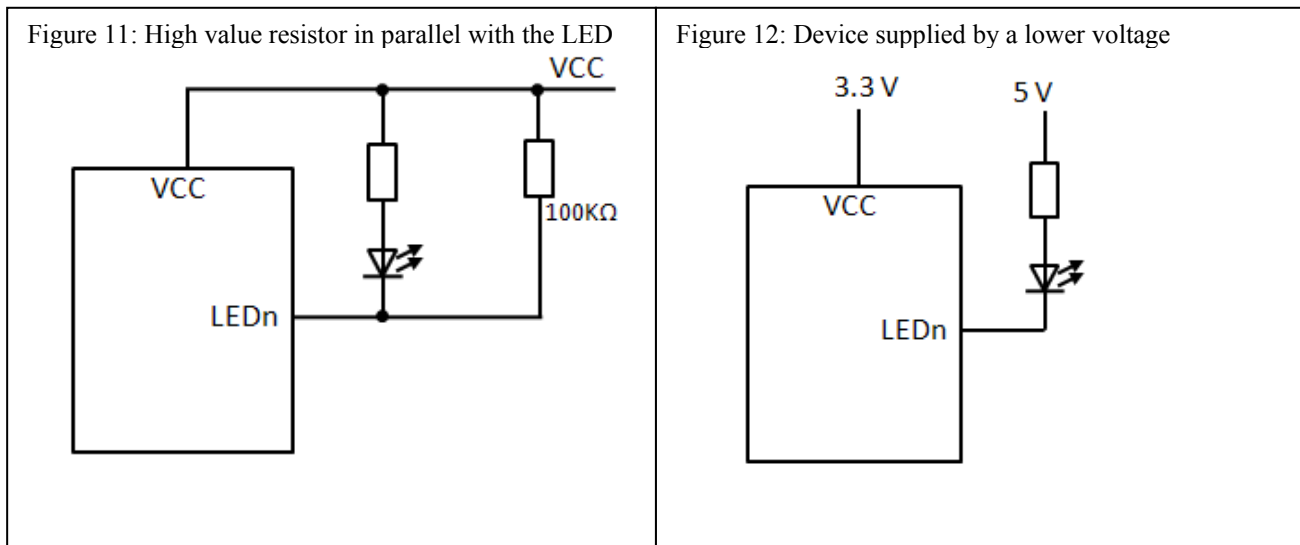 Figure 11: High value resistor in parallel with the LED
VCC
VCC
100KΩ
LEDn
Figure 12: Device supplied by a lower voltage
3.3 V
5 V
VCC
LEDn